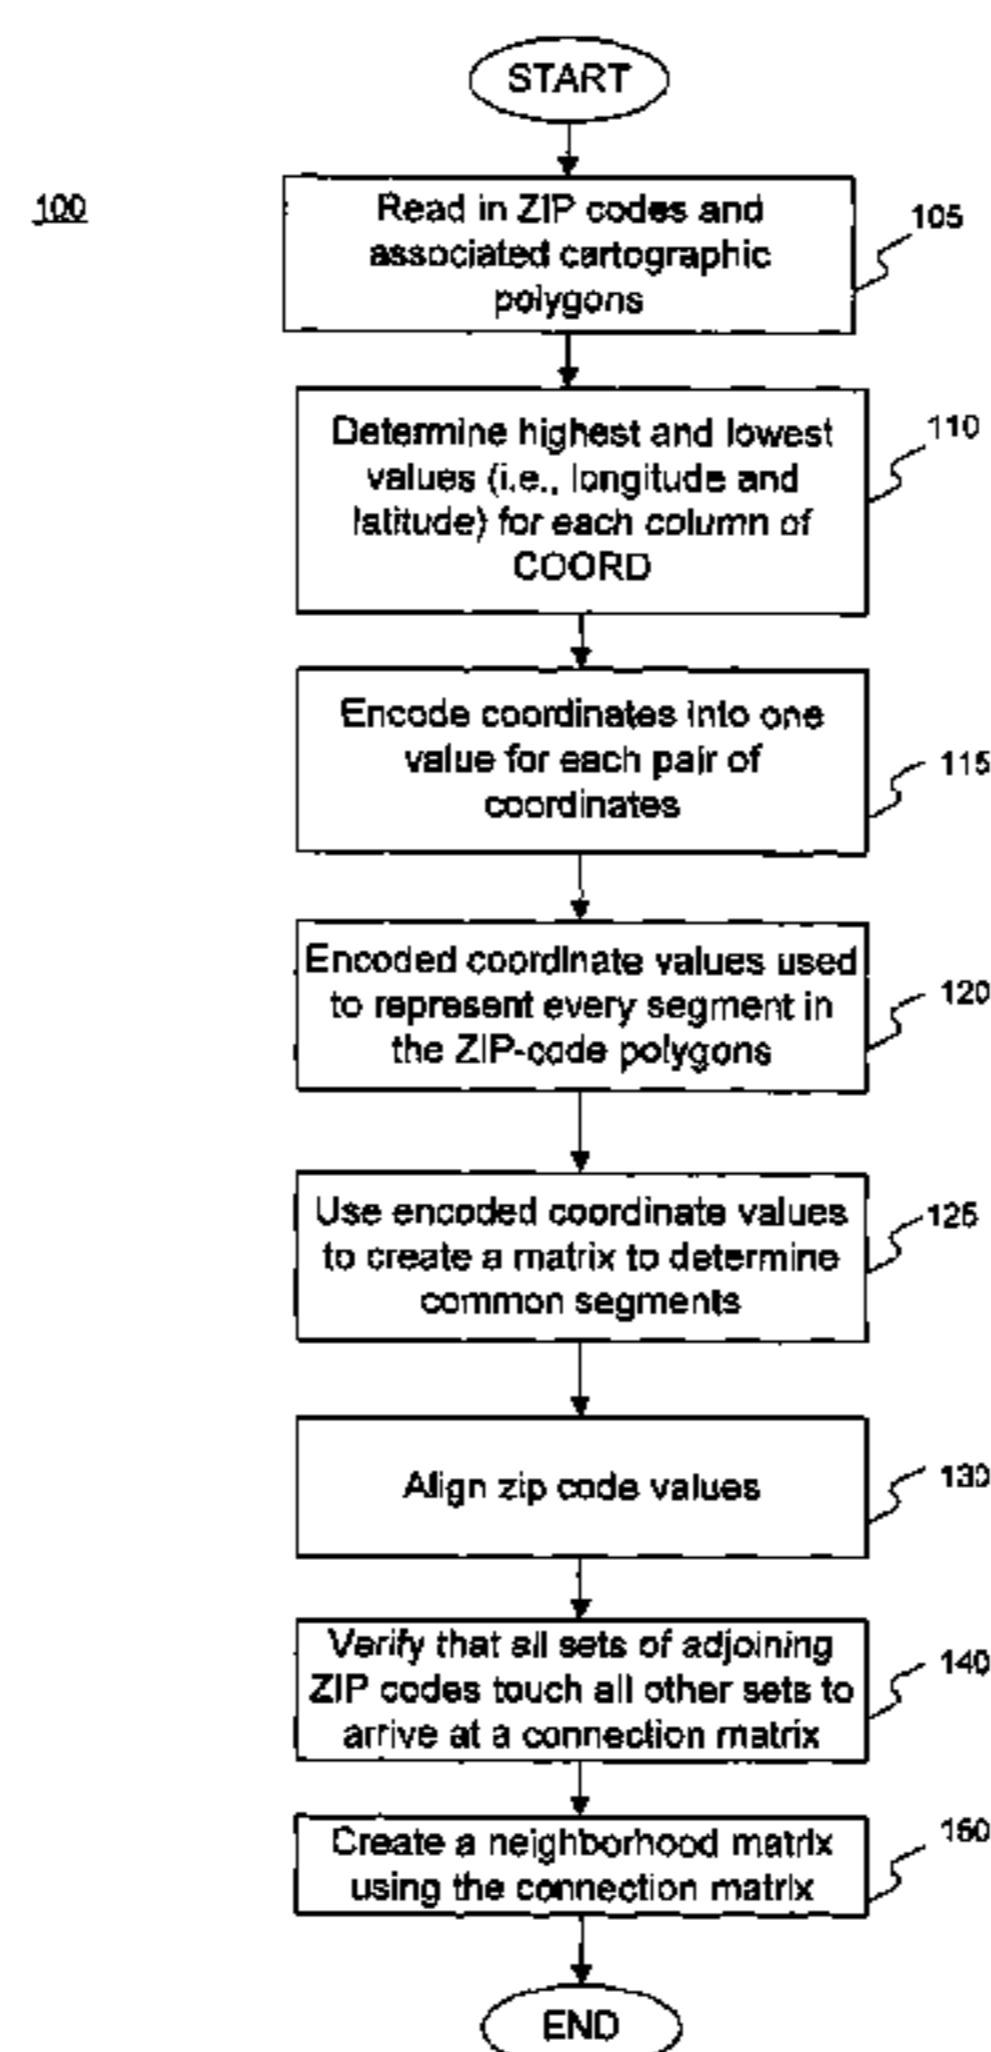 START
100
Read in ZIP codes and
associated cartographic
polygons
105
Determine highest and lowest
values (i.e., longitude and
latitude) for each column of
COORD
110
Encode coordinates into one
value for each pair of
coordinates
115
Encoded coordinate values used
to represent every segment in
the ZIP-code polygons
120
Use encoded coordinate values
to create a matrix to determine
common segments
125
Align zip code values
130
Verify that all sets of adjoining
ZIP codes touch all other sets to
arrive at a connection matrix
140
Create a neighborhood matrix
using the connection matrix
150
END